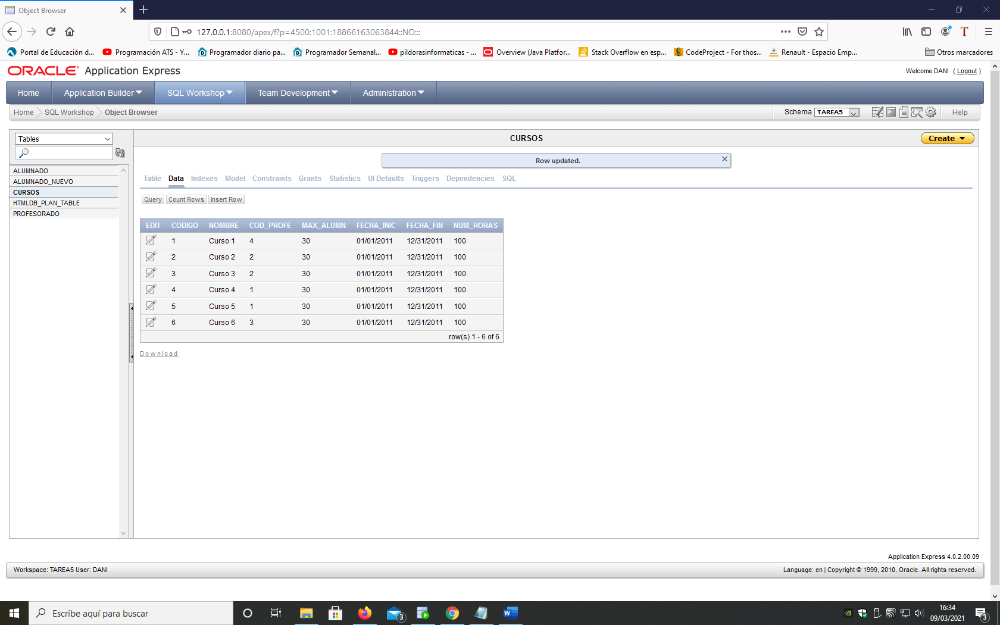 Object Browser
127.0.0.1:8080/apex/f?p=4500:1001:18866163063844::NO:::
Portal de Educación d... Programación ATS - Y... Programador diario pa... Programador Semanal... pildorasinformaticas - ... Overview (Java Platfor... Stack Overflow en esp... CodeProject - For thos... Renault - Espacio Emp... Otros marcadores
ORACLE Application Express
Welcome DANI ( Logout )
Home Application Builder SQL Workshop Team Development Administration
Home SQL Workshop Object Browser Schema TAREA5 Help
Tables
CURSOS
Create
Row updated.
ALUMNADO
ALUMNADO_NUEVO
CURSOS
HTMLDB_PLAN_TABLE
PROFESORADO
Table Data Indexes Model Constraints Grants Statistics UI Defaults Triggers Dependencies SQL
Query Count Rows Insert Row
EDIT CODIGO NOMBRE COD_PROFE MAX_ALUMN FECHA_INIC FECHA_FIN NUM_HORAS
1 Curso 1 4 30 01/01/2011 12/31/2011 100
2 Curso 2 2 30 01/01/2011 12/31/2011 100
3 Curso 3 2 30 01/01/2011 12/31/2011 100
4 Curso 4 1 30 01/01/2011 12/31/2011 100
5 Curso 5 1 30 01/01/2011 12/31/2011 100
6 Curso 6 3 30 01/01/2011 12/31/2011 100
row(s) 1 - 6 of 6
Download
Application Express 4.0.2.00.09
Workspace: TAREA5 User: DANI
Language: en | Copyright © 1999, 2010, Oracle. All rights reserved.
Escribe aquí para buscar
3
16:34
09/03/2021
3